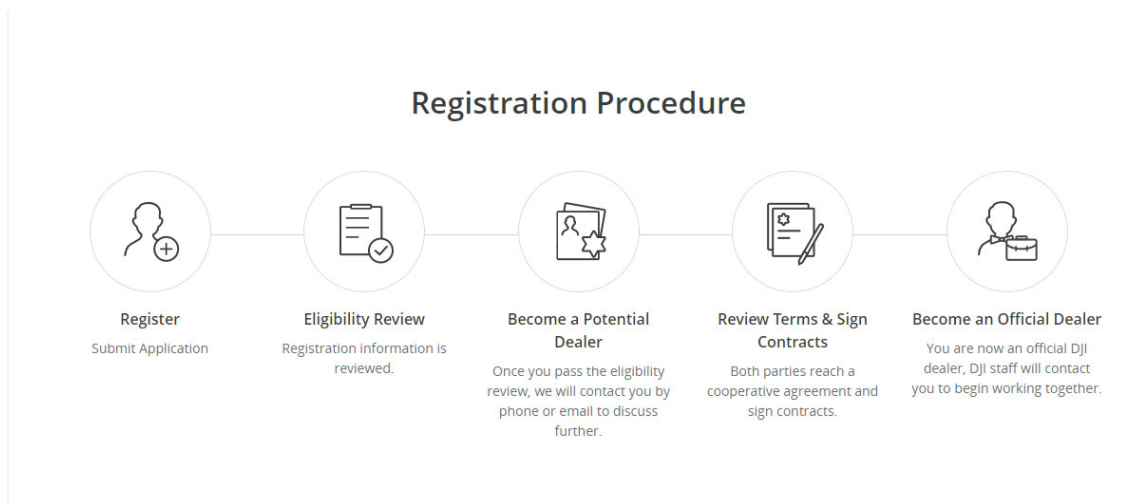 Registration Procedure
Register
Submit Application
Eligibility Review
Registration information is
reviewed.
Become a Potential
Dealer
Once you pass the eligibility
review, we will contact you by
phone or email to discuss
further.
Review Terms & Sign
Contracts
Both parties reach a
cooperative agreement and
sign contracts.
Become an Official Dealer
You are now an official DJI
dealer, DJI staff will contact
you to begin working together.